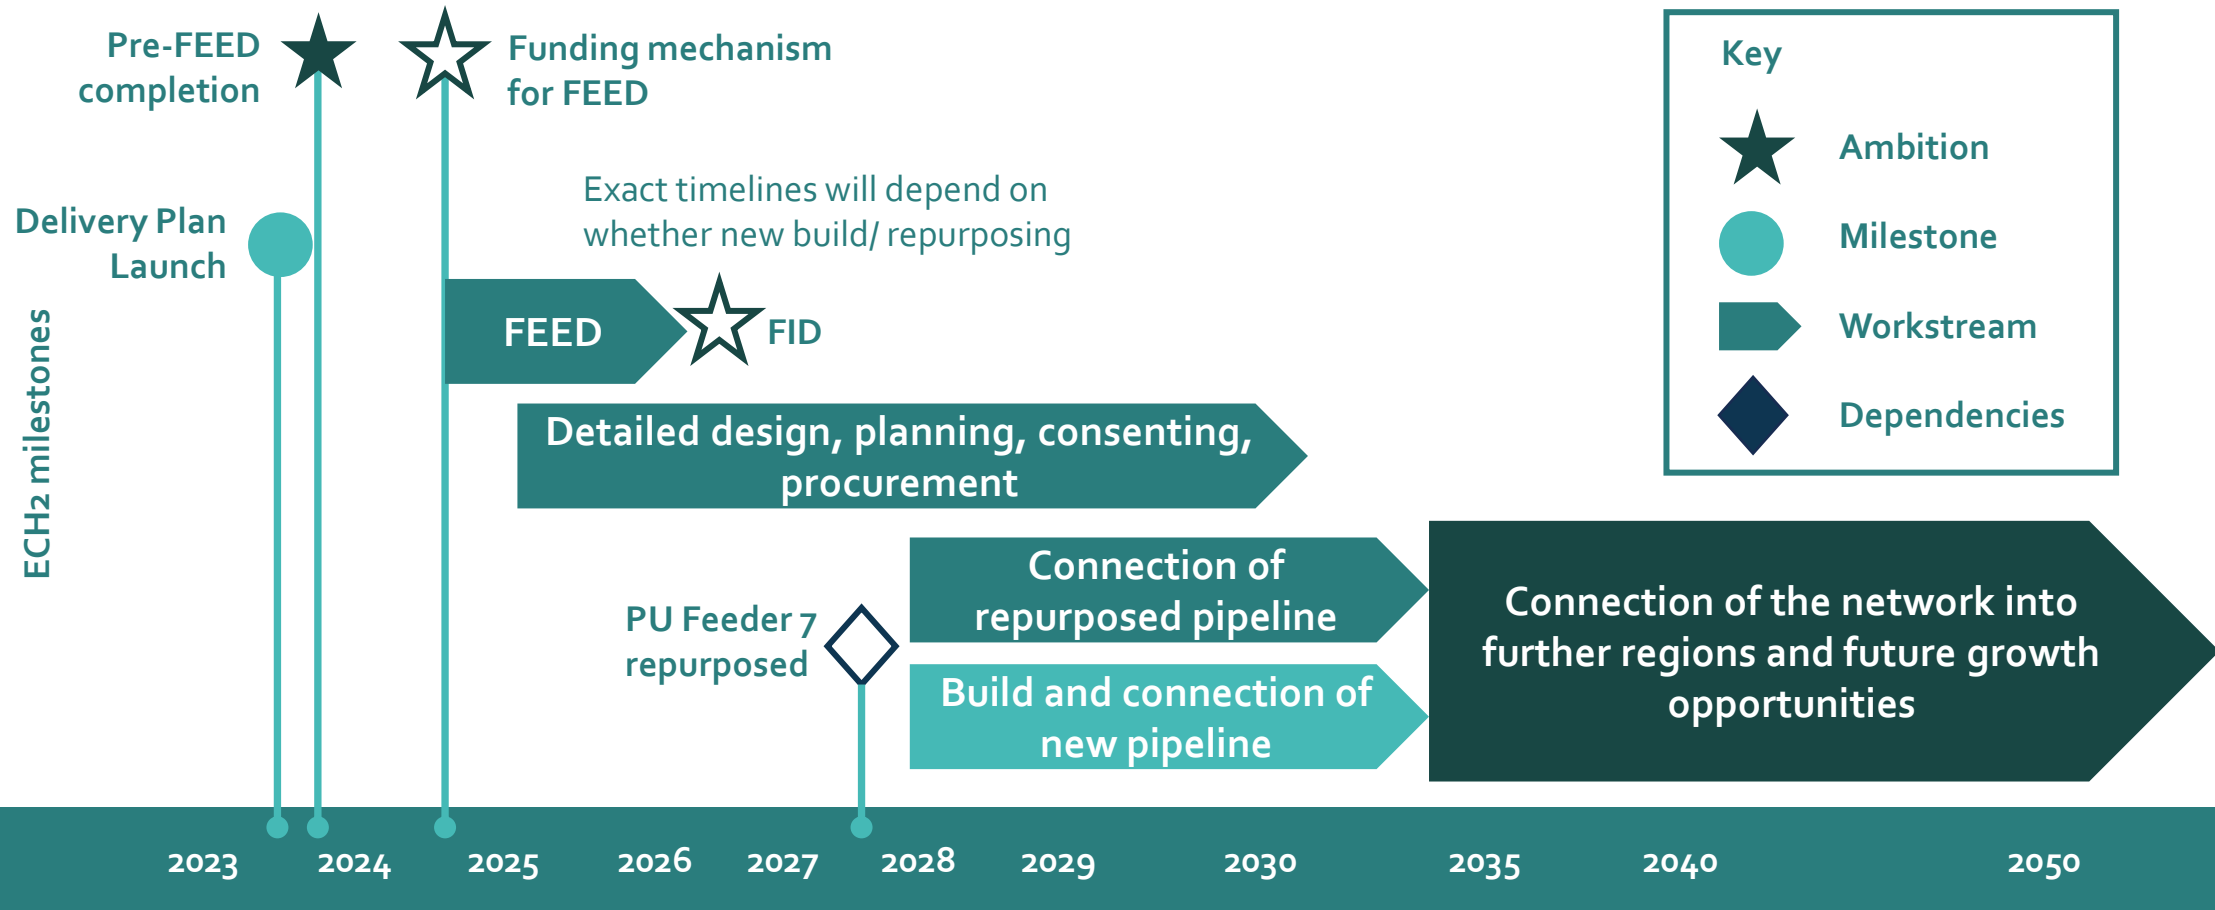 Pre-FEED
completion
Funding mechanism
for FEED
Key
Ambition
Milestone
Workstream
Dependencies
Delivery Plan
Launch
Exact timelines will depend on
whether new build/ repurposing
FEED
FID
ECH2 milestones
Detailed design, planning, consenting,
procurement
Connection of
repurposed pipeline
PU Feeder 7
repurposed
Build and connection of
new pipeline
Connection of the network into
further regions and future growth
opportunities
2023 2024 2025 2026 2027 2028 2029 2030 2035 2040 2050